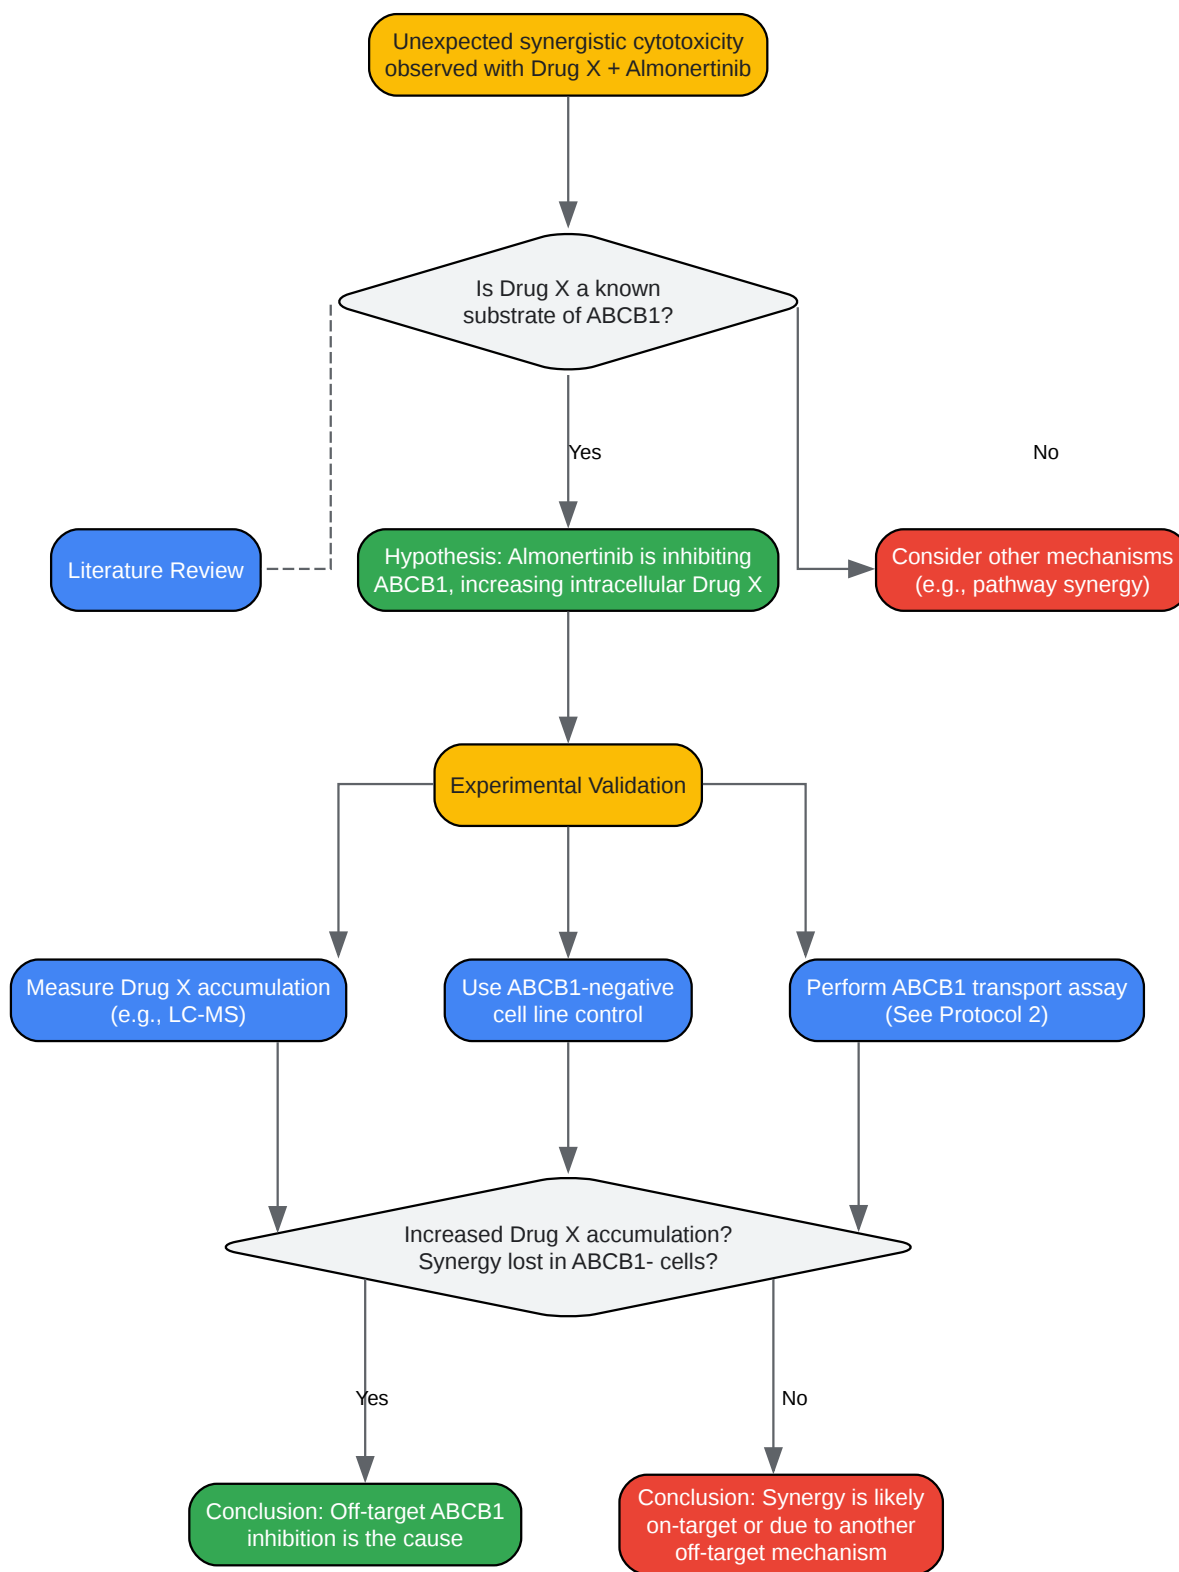 Unexpected synergistic cytotoxicity
observed with Drug X + Almonertinib
Is Drug X a known
substrate of ABCB1?
Yes
No
Literature Review
Hypothesis: Almonertinib is inhibiting
ABCB1, increasing intracellular Drug X
Consider other mechanisms
(e.g., pathway synergy)
Experimental Validation
Measure Drug X accumulation
(e.g., LC-MS)
Use ABCB1-negative
cell line control
Perform ABCB1 transport assay
(See Protocol 2)
Increased Drug X accumulation?
Synergy lost in ABCB1- cells?
Yes
No
Conclusion: Off-target ABCB1
inhibition is the cause
Conclusion: Synergy is likely
on-target or due to another
off-target mechanism